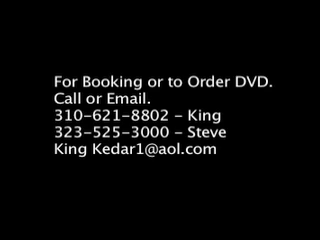 For Booking or to Order DVD.
Call or Email.
310-621-8802 - King
323-525-3000 - Steve
King Kedar1@aol.com